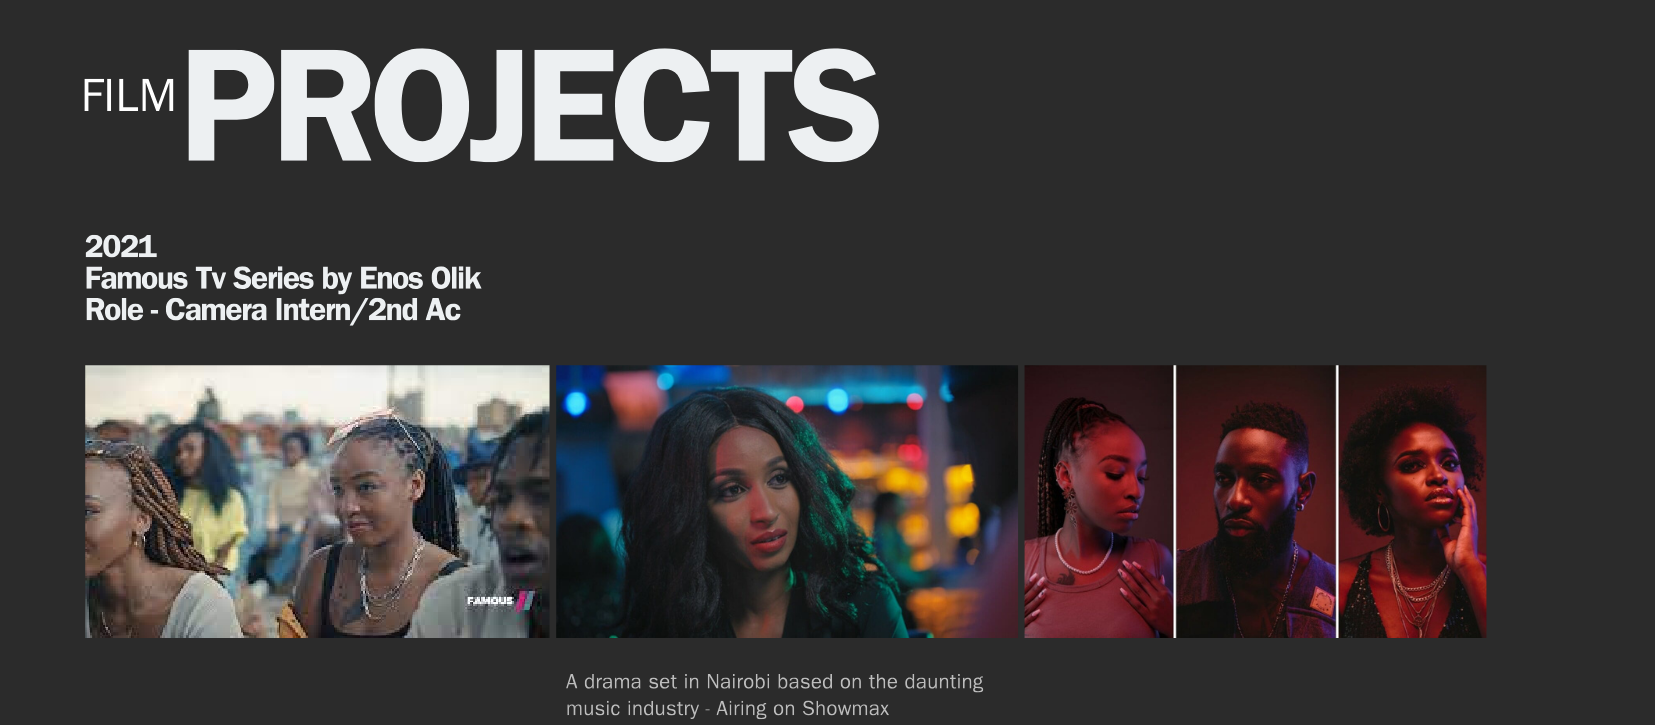 FILM PROJECTS
2021
Famous Tv Series by Enos Olik
Role - Camera Intern/2nd Ac
FAMOUS
A drama set in Nairobi based on the daunting
music industry - Airing on Showmax